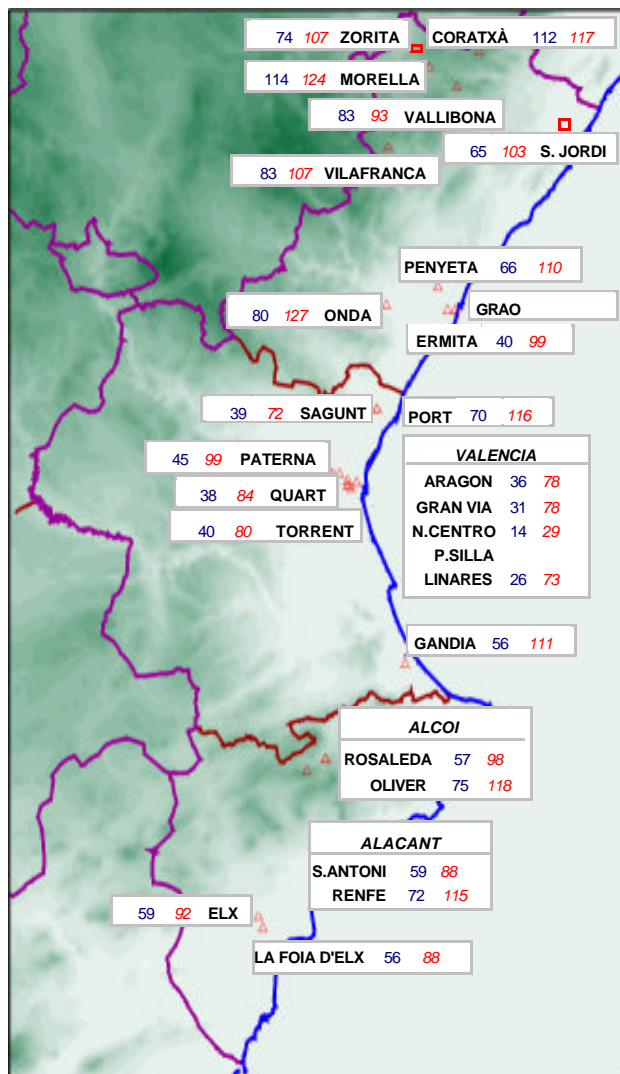 74 107 ZORITA
CORATXÀ 112 117
114 124 MORELLA
83 93 VALLIBONA
65 103 S. JORDI
83 107 VILAFRANCA
PENYETA 66 110
80 127 ONDA
GRAO
ERMITA 40 99
39 72 SAGUNT
PORT 70 116
45 99 PATERNA
38 84 QUART
40 80 TORRENT
VALENCIA
ARAGON 36 78
GRAN VIA 31 78
N.CENTRO 14 29
P.SILLA
LINARES 26 73
GANDIA 56 111
ALCOI
ROSALEDA 57 98
OLIVER 75 118
ALACANT
S.ANTONI 59 88
RENFE 72 115
59 92 ELX
LA FOIA D'ELX 56 88